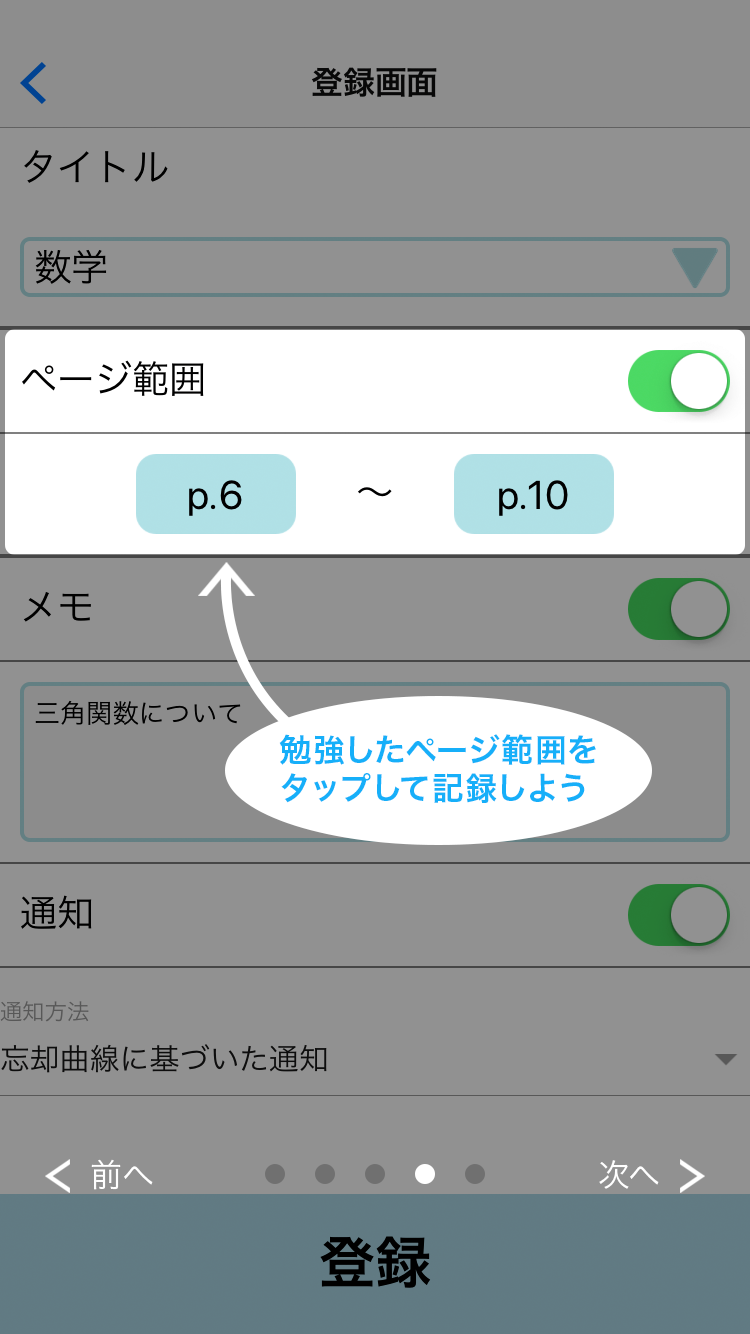 登録画面
タイトル
数学
ページ範囲
p.6 〜 p.10
メモ
三角関数について
勉強したページ範囲を
タップして記録しよう
通知
通知方法
忘却曲線に基づいた通知
前へ 次へ
登録